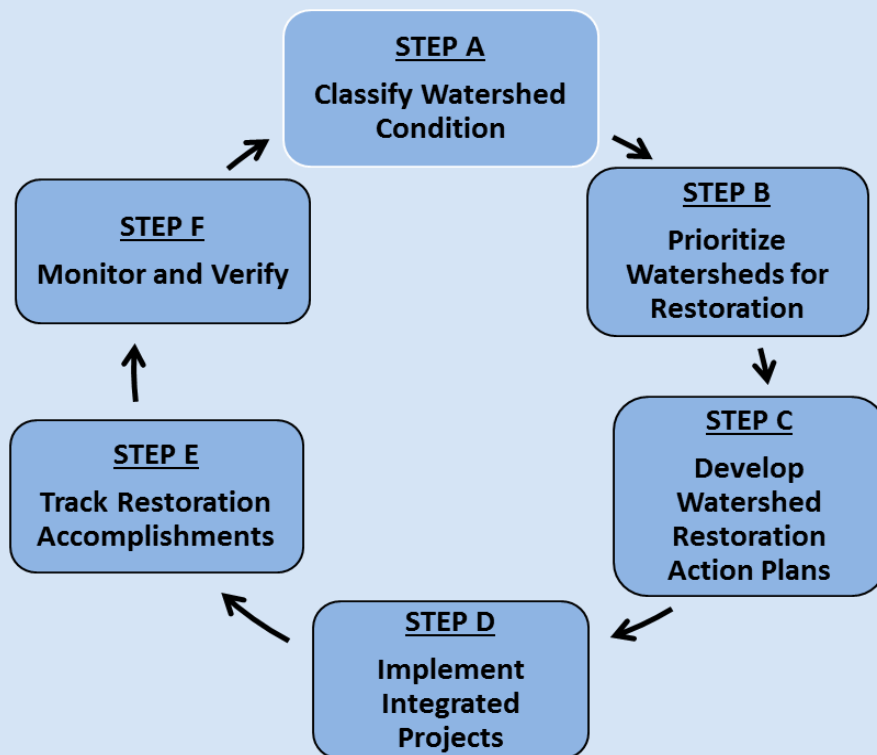 STEP A
Classify Watershed
Condition
STEP B
Prioritize
Watersheds for
Restoration
STEP C
Develop
Watershed
Restoration
Action Plans
STEP D
Implement
Integrated
Projects
STEP E
Track Restoration
Accomplishments
STEP F
Monitor and Verify